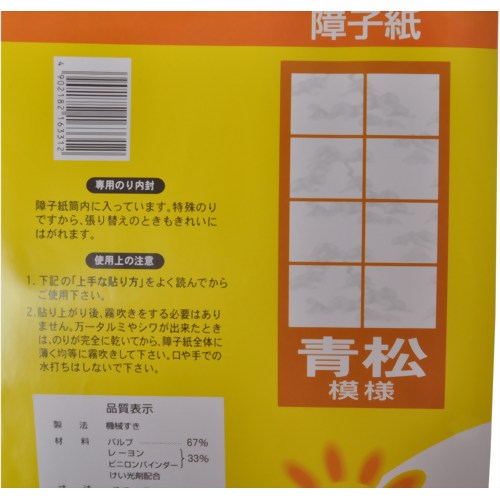 障子紙
4902182163312
専用のり内封
障子紙筒内に入っています。特殊のり
ですから、張り替えのときもきれいに
はがれます。
使用上の注意
1. 下記の「上手な貼り方」をよく読んでから
ご使用下さい。
2. 貼り上がり後、霧吹きをする必要はあり
ません。万一タルミやシワが出来たとき
は、のりが完全に乾いてから、障子紙全体に
薄く均等に霧吹きして下さい。口や手での
水打ちはしないで下さい。
青松
模様
品質表示
製法 機械すき
材料 パルプ 67%
レーヨン
ビニロンバインダー 33%
けい光剤配合